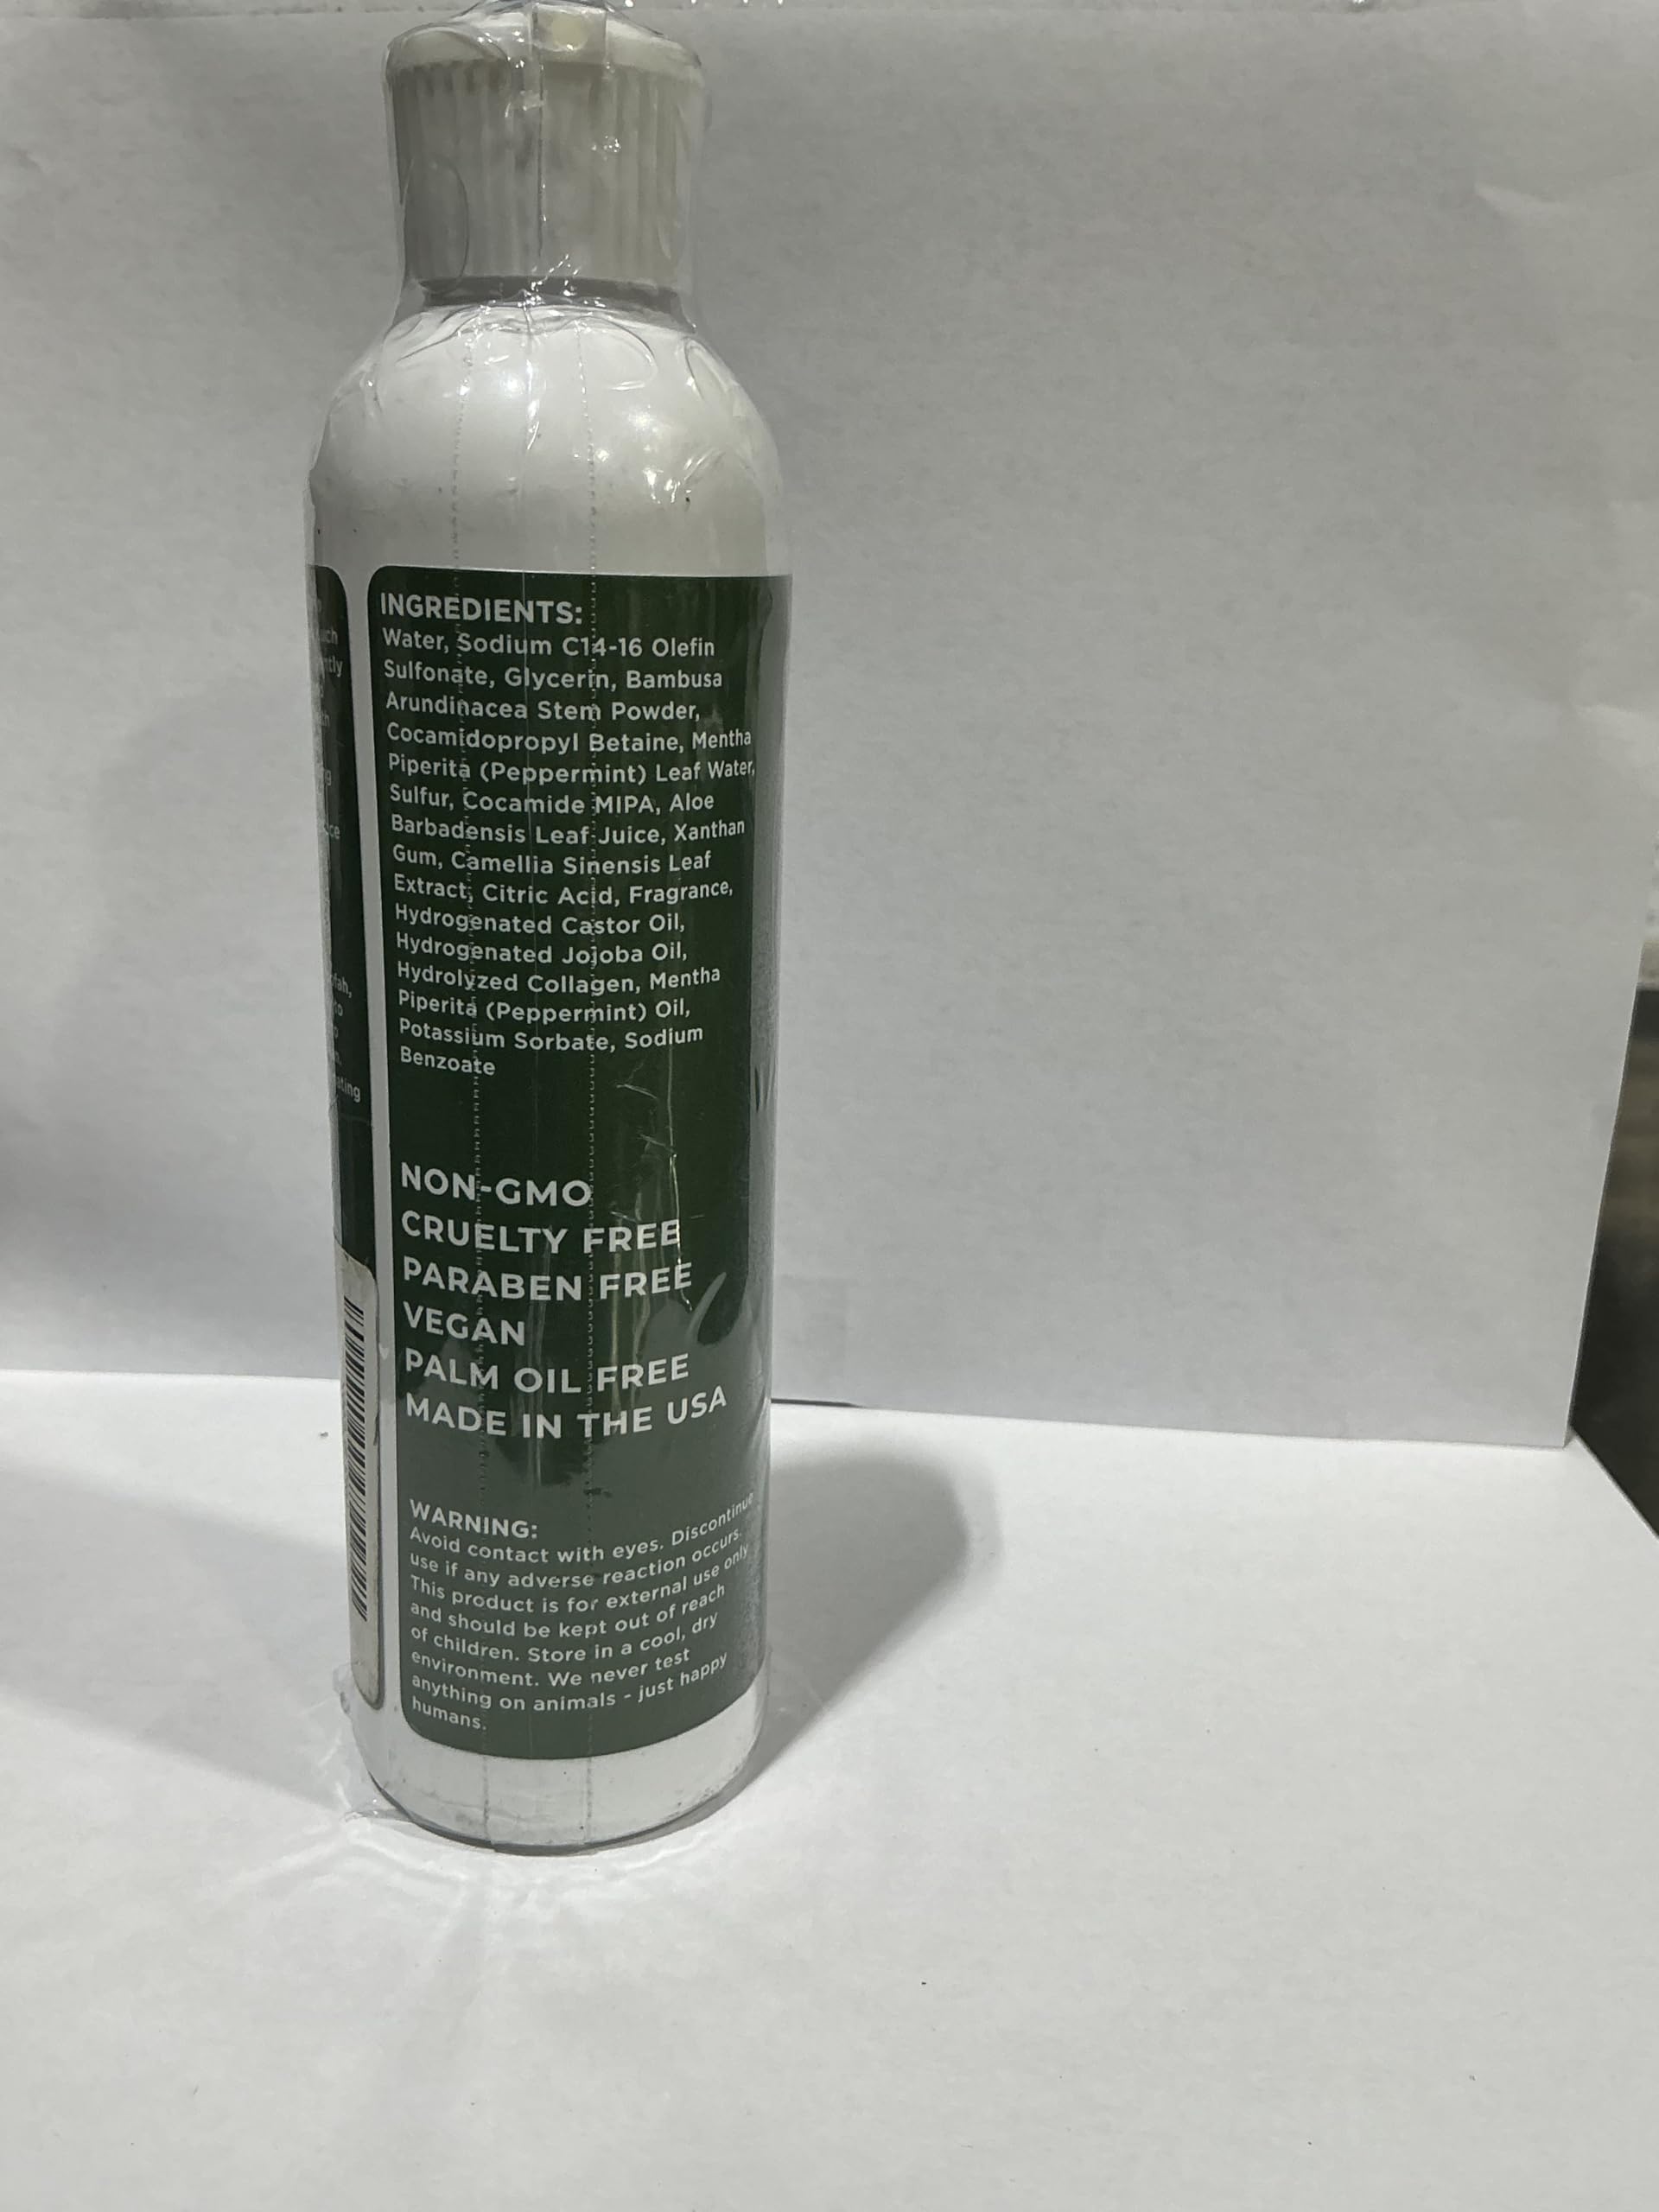 INGREDIENTS:
Water, Sodium C14-16 Olefin
Sulfonate, Glycerin, Bambusa
Arundinacea Stem Powder,
Cocamidopropyl Betaine, Mentha
Piperita (Peppermint) Leaf Water,
Sulfur, Cocamide MIPA, Aloe
Barbadensis Leaf Juice, Xanthan
Gum, Camellia Sinensis Leaf
Extract, Citric Acid, Fragrance,
Hydrogenated Castor Oil,
Hydrogenated Jojoba Oil,
Hydrolyzed Collagen, Mentha
Piperita (Peppermint) Oil,
Potassium Sorbate, Sodium
Benzoate
NON-GMO
CRUELTY FREE
PARABEN FREE
VEGAN
PALM OIL FREE
MADE IN THE USA
WARNING:
Avoid contact with eyes. Discontinue
use if any adverse reaction occurs.
This product is for external use only
and should be kept out of reach
of children. Store in a cool, dry
environment. We never test
anything on animals - just happy
humans.